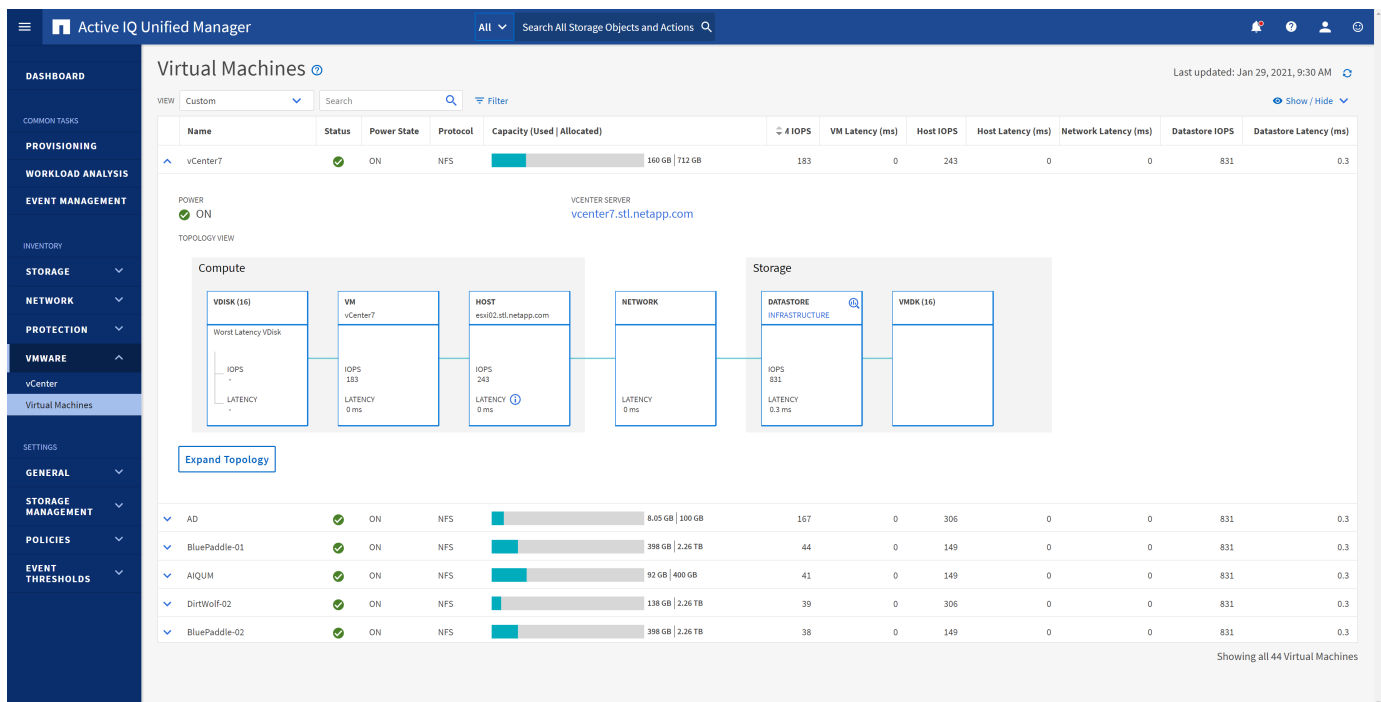 Active IQ Unified Manager
All
Search All Storage Objects and Actions
DASHBOARD
COMMON TASKS
PROVISIONING
WORKLOAD ANALYSIS
EVENT MANAGEMENT
INVENTORY
STORAGE
NETWORK
PROTECTION
VMWARE
vCenter
Virtual Machines
SETTINGS
GENERAL
STORAGE
MANAGEMENT
POLICIES
EVENT
THRESHOLDS
Virtual Machines
Last updated: Jan 29, 2021, 9:30 AM
VIEW Custom Search Filter Show / Hide
Name Status Power State Protocol Capacity (Used | Allocated) IOPS VM Latency (ms) Host IOPS Host Latency (ms) Network Latency (ms) Datastore IOPS Datastore Latency (ms)
vCenter7 ON NFS 160 GB | 712 GB 183 0 243 0 0 831 0.3
POWER
ON
VCENTER SERVER
vcenter7.stl.netapp.com
TOPOLOGY VIEW
Compute
VDISK (16)
Worst Latency VDisk
IOPS
-
LATENCY
-
VM
vCenter7
IOPS
183
LATENCY
0 ms
HOST
esxi02.stl.netapp.com
IOPS
243
LATENCY
0 ms
NETWORK
LATENCY
0 ms
Storage
DATASTORE
INFRASTRUCTURE
IOPS
831
LATENCY
0.3 ms
VMDK (16)
Expand Topology
AD ON NFS 8.05 GB | 100 GB 167 0 306 0 0 831 0.3
BluePaddle-01 ON NFS 398 GB | 2.26 TB 44 0 149 0 0 831 0.3
AIQUM ON NFS 92 GB | 400 GB 41 0 149 0 0 831 0.3
DirtWolf-02 ON NFS 138 GB | 2.26 TB 39 0 306 0 0 831 0.3
BluePaddle-02 ON NFS 398 GB | 2.26 TB 38 0 149 0 0 831 0.3
Showing all 44 Virtual Machines